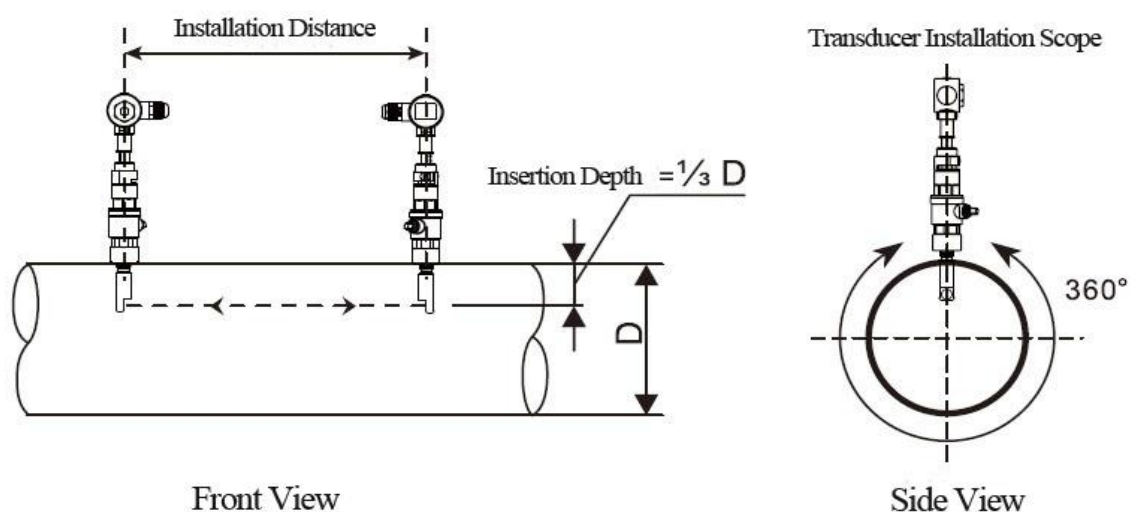 Installation Distance
Transducer Installation Scope
Insertion Depth =⅓ D
D
360°
Front View
Side View